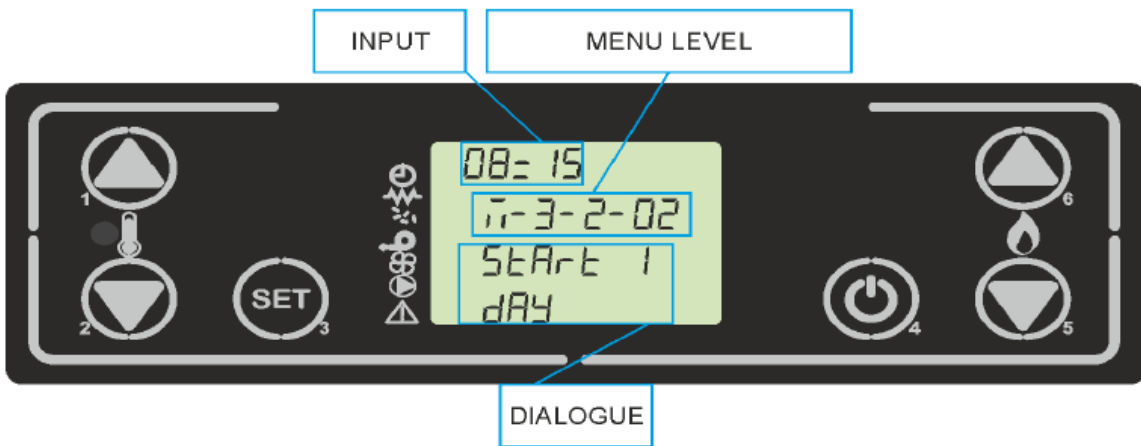 INPUT
MENU LEVEL
08:15
m-3-2-02
StArt 1
dAY
1
2
SET
3
4
5
6
DIALOGUE